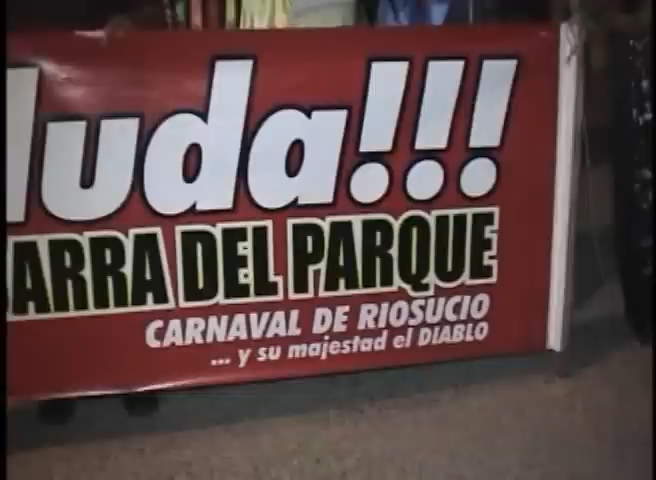 luda!!!
ARRA DEL PARQUE
CARNAVAL DE RIOSUCIO
... y su majestad el DIABLO